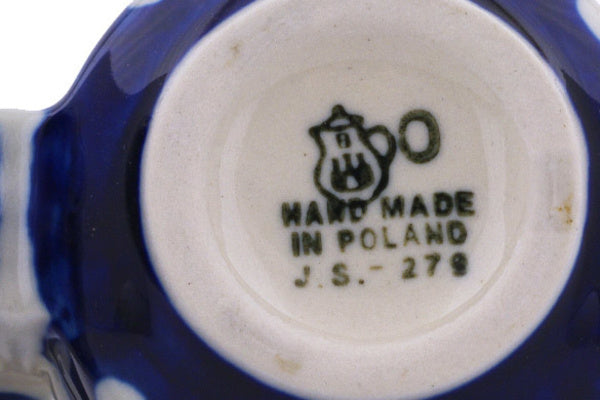 O
HAND MADE
IN POLAND
J.S.- 279